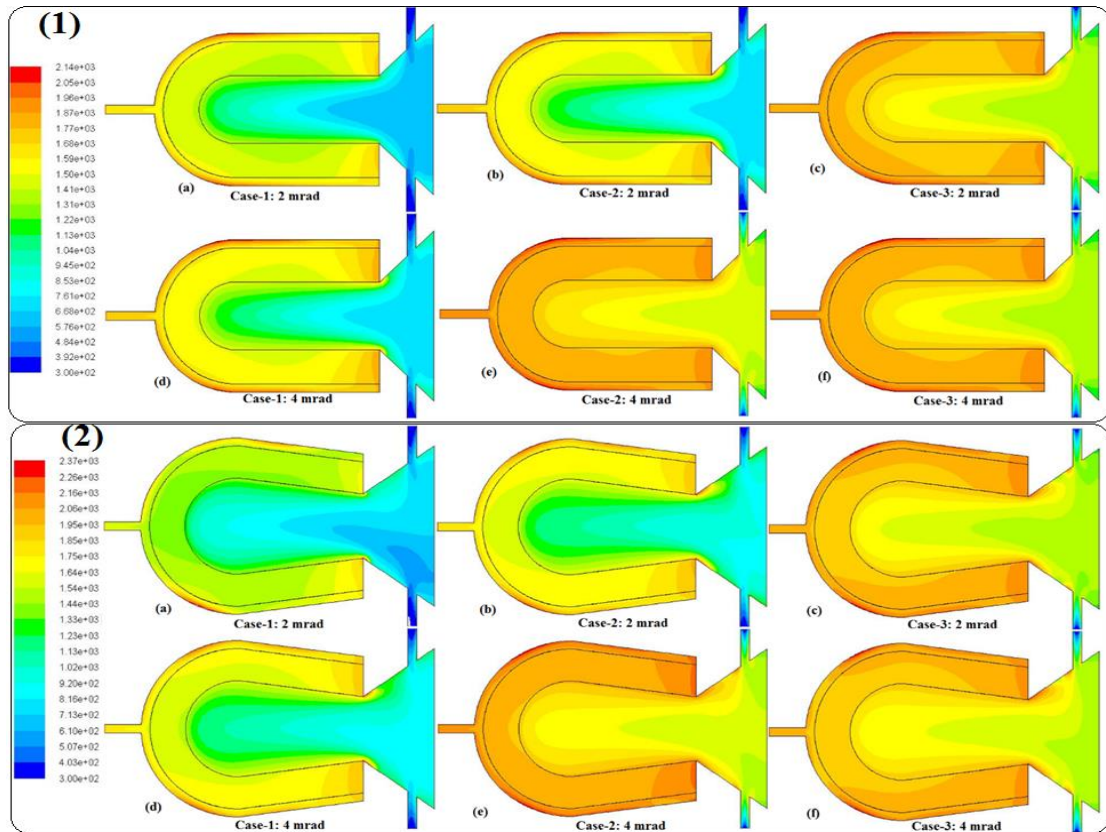 (1)
2.14e+03
2.05e+03
1.96e+03
1.87e+03
1.77e+03
1.68e+03
1.59e+03
1.50e+03
1.41e+03
1.31e+03
1.22e+03
1.13e+03
1.04e+03
9.45e+02
8.53e+02
7.61e+02
6.68e+02
5.76e+02
4.84e+02
3.92e+02
3.00e+02
(a)
Case-1: 2 mrad
(b)
Case-2: 2 mrad
(c)
Case-3: 2 mrad
(d)
Case-1: 4 mrad
(e)
Case-2: 4 mrad
(f)
Case-3: 4 mrad
(2)
2.37e+03
2.26e+03
2.16e+03
2.06e+03
1.95e+03
1.85e+03
1.75e+03
1.64e+03
1.54e+03
1.44e+03
1.33e+03
1.23e+03
1.13e+03
1.02e+03
9.20e+02
8.16e+02
7.13e+02
6.10e+02
5.07e+02
4.03e+02
3.00e+02
(a)
Case-1: 2 mrad
(b)
Case-2: 2 mrad
(c)
Case-3: 2 mrad
(d)
Case-1: 4 mrad
(e)
Case-2: 4 mrad
(f)
Case-3: 4 mrad